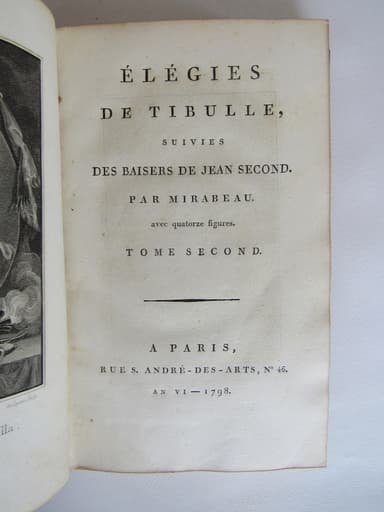 ÉLÉGIES
DE TIBULLE,
SUIVIES
DES BAISERS DE JEAN SECOND.
PAR MIRABEAU.
avec quatorze figures.
TOME SECOND.
A PARIS,
RUE S. ANDRÉ-DES-ARTS, N° 46.
AN VI — 1798.